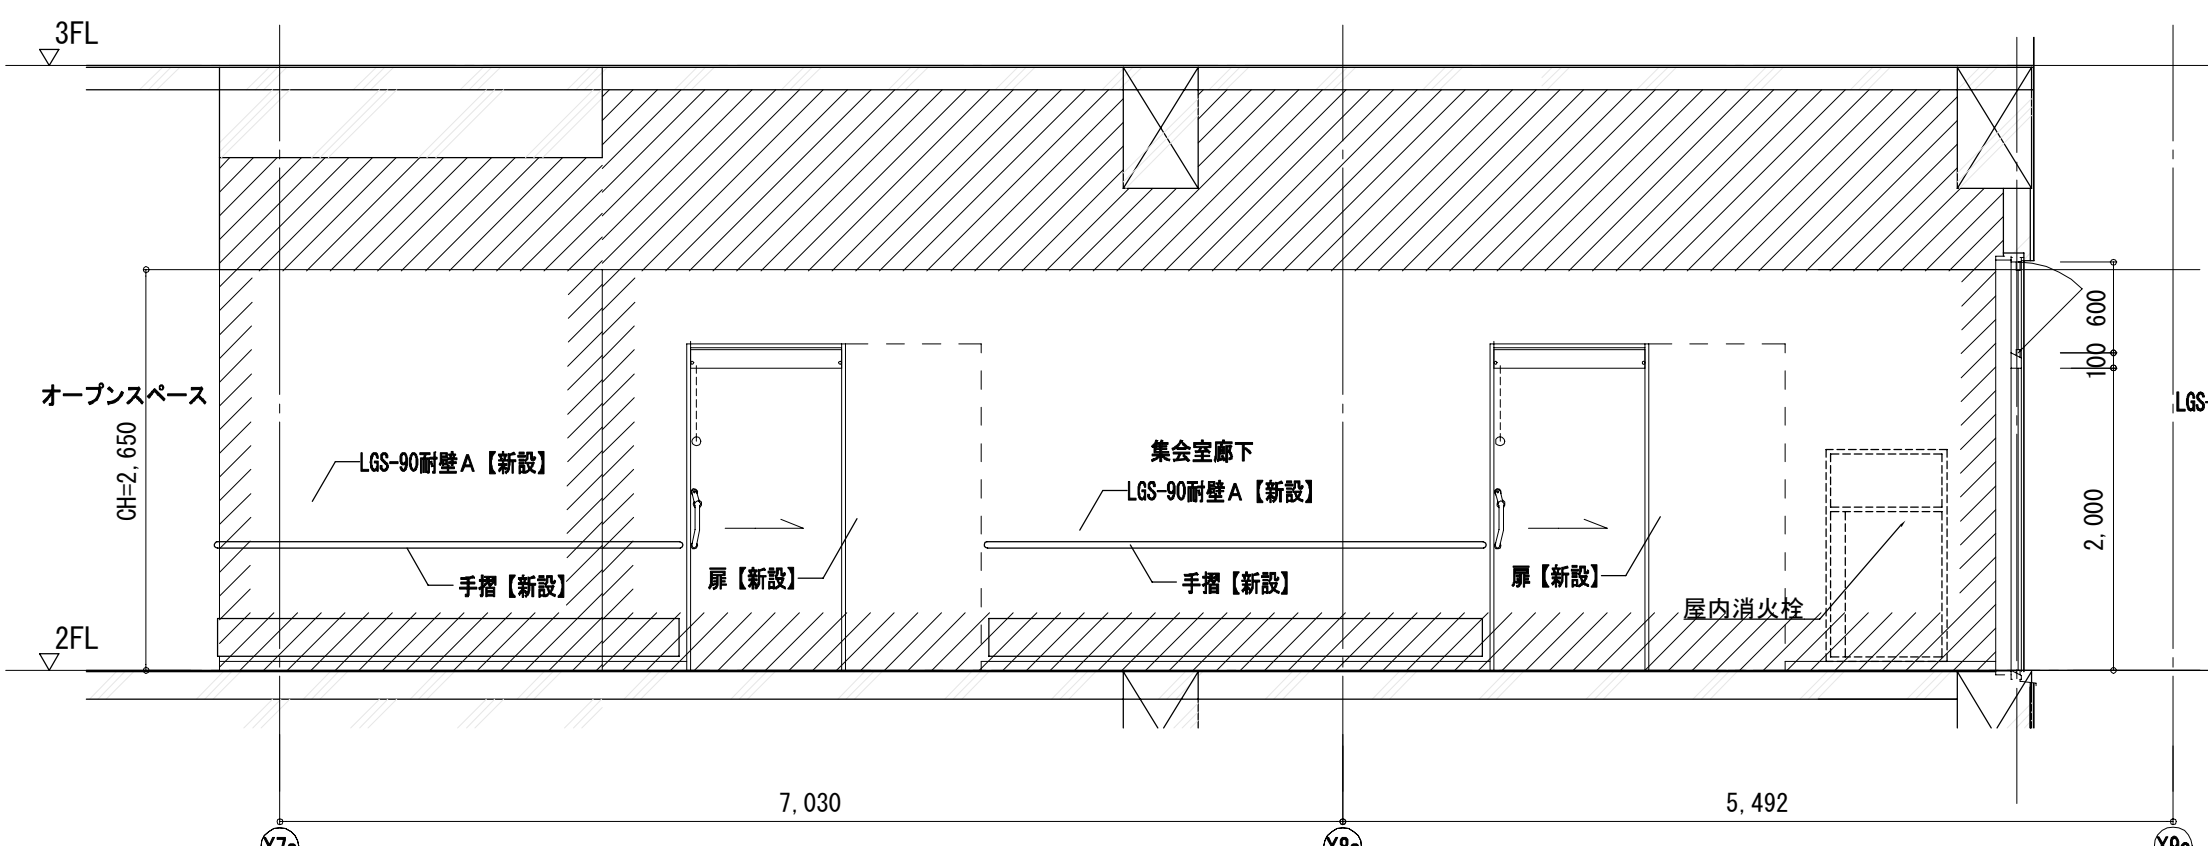 3FL
オープンスペース
CH=2,650
LGS-90耐壁A【新設】
手摺【新設】
扉【新設】
集会室廊下
LGS-90耐壁A【新設】
手摺【新設】
扉【新設】
屋内消火栓
600
100
2,000
LGS-
2FL
7,030
5,492